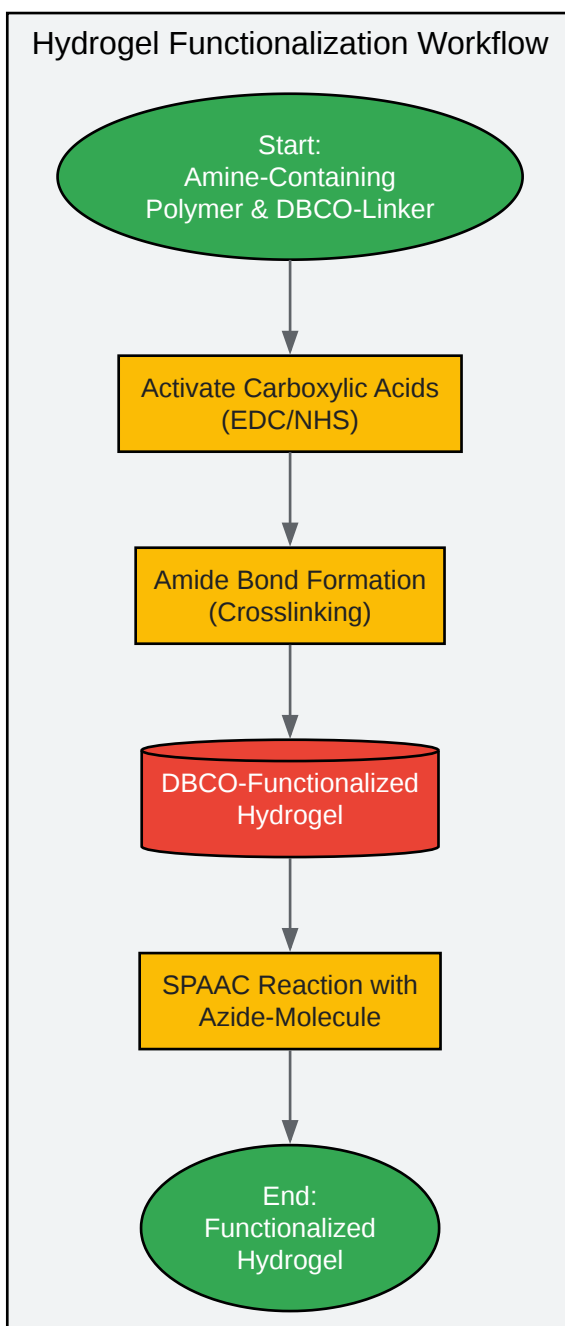 Hydrogel Functionalization Workflow
Start:
Amine-Containing
Polymer & DBCO-Linker
Activate Carboxylic Acids
(EDC/NHS)
Amide Bond Formation
(Crosslinking)
DBCO-Functionalized
Hydrogel
SPAAC Reaction with
Azide-Molecule
End:
Functionalized
Hydrogel